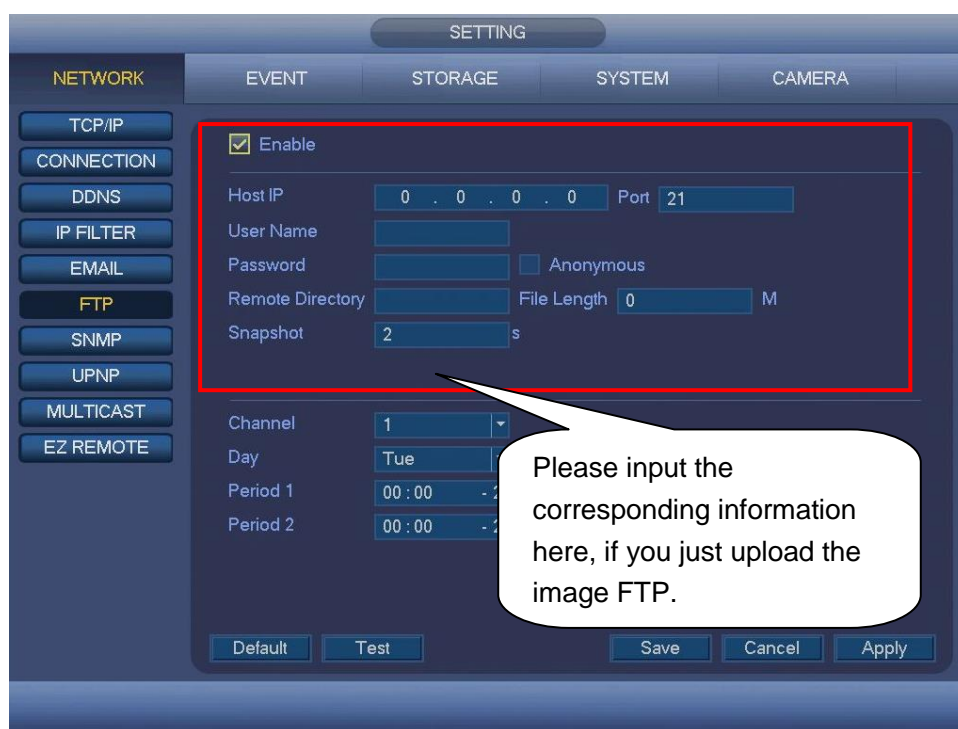 SETTING
NETWORK EVENT STORAGE SYSTEM CAMERA
TCP/IP
CONNECTION
DDNS
IP FILTER
EMAIL
FTP
SNMP
UPNP
MULTICAST
EZ REMOTE
Enable
Host IP 0 . 0 . 0 . 0 Port 21
User Name
Password Anonymous
Remote Directory File Length 0 M
Snapshot 2 s
Channel 1
Day Tue
Period 1 00 : 00 -
Period 2 00 : 00 -
Please input the
corresponding information
here, if you just upload the
image FTP.
Default Test Save Cancel Apply